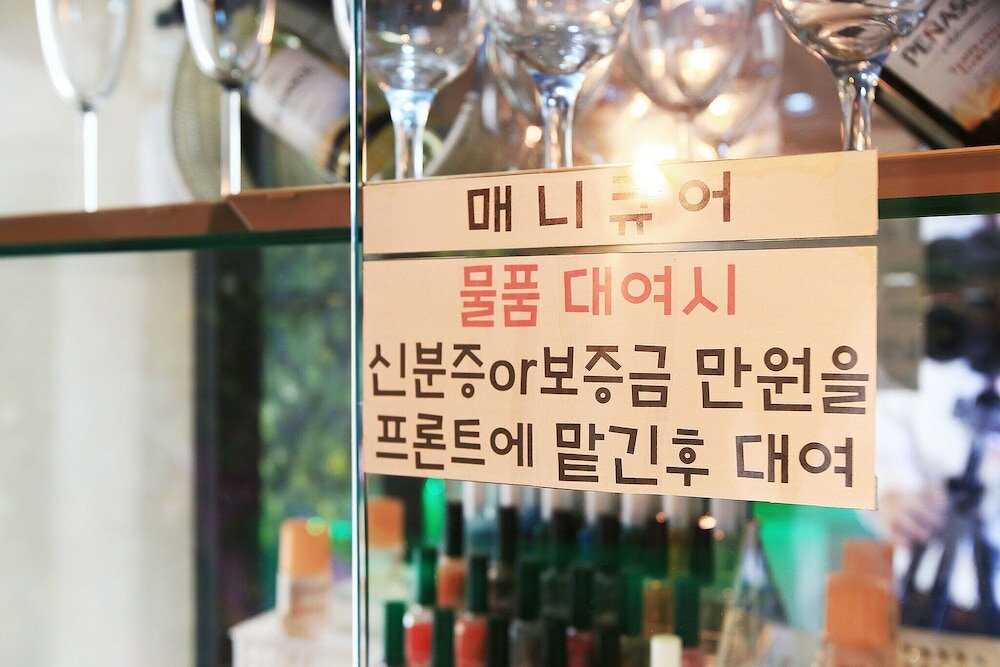 매니큐어
물품 대여시
신분증or보증금 만원을
프론트에 맡긴후 대여